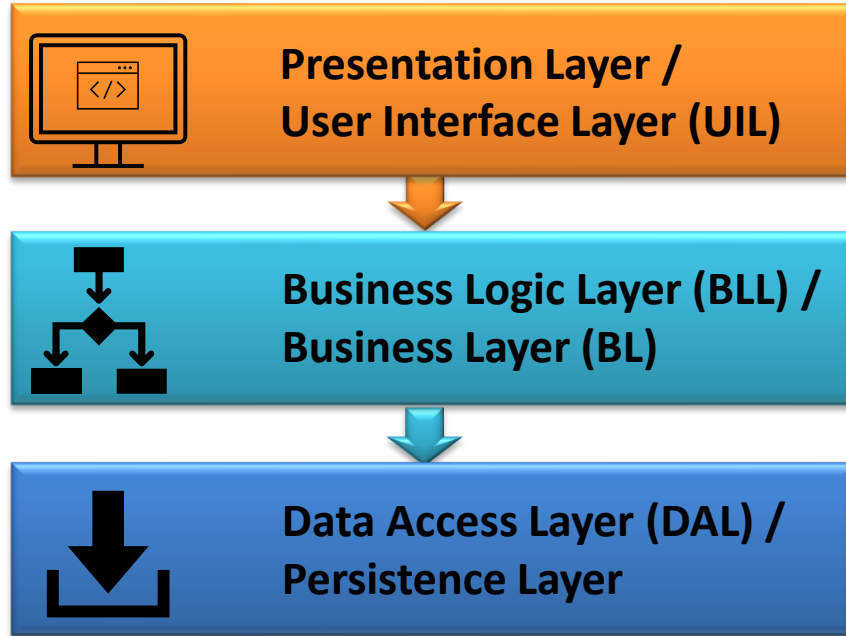 </>
Presentation Layer /
User Interface Layer (UIL)
Business Logic Layer (BLL) /
Business Layer (BL)
Data Access Layer (DAL) /
Persistence Layer